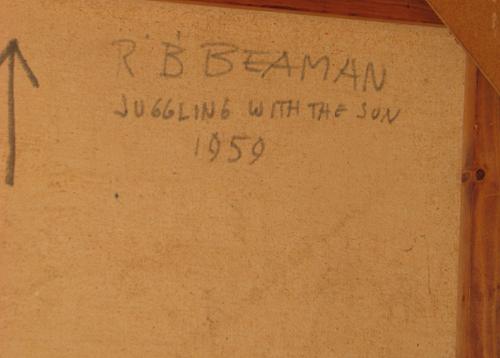 R B BEAMAN
JUGGLING WITH THE SUN
1959